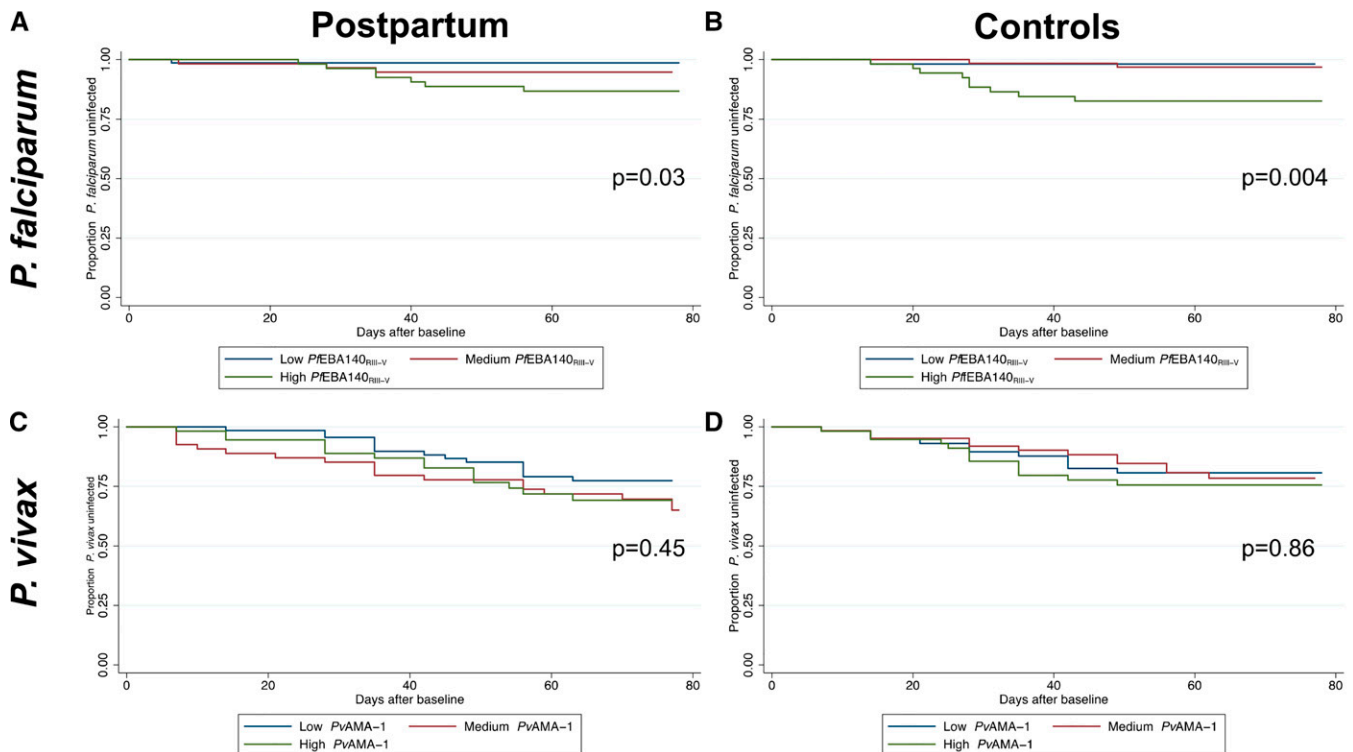 Postpartum
Controls
P. falciparum
P. vivax
A
Proportion P. falciparum uninfected
1.00
0.75
0.50
0.25
0.00
p=0.03
0 20 40 60 80
Days after baseline
Low PfEBA140RIII-V Medium PfEBA140RIII-V
High PfEBA140RIII-V
B
Proportion P. falciparum uninfected
1.00
0.75
0.50
0.25
0.00
p=0.004
0 20 40 60 80
Days after baseline
Low PfEBA140RIII-V Medium PfEBA140RIII-V
High PfEBA140RIII-V
C
Proportion P. vivax uninfected
1.00
0.75
0.50
0.25
0.00
p=0.45
0 20 40 60 80
Days after baseline
Low PvAMA-1 Medium PvAMA-1
High PvAMA-1
D
Proportion P. vivax uninfected
1.00
0.75
0.50
0.25
0.00
p=0.86
0 20 40 60 80
Days after baseline
Low PvAMA-1 Medium PvAMA-1
High PvAMA-1